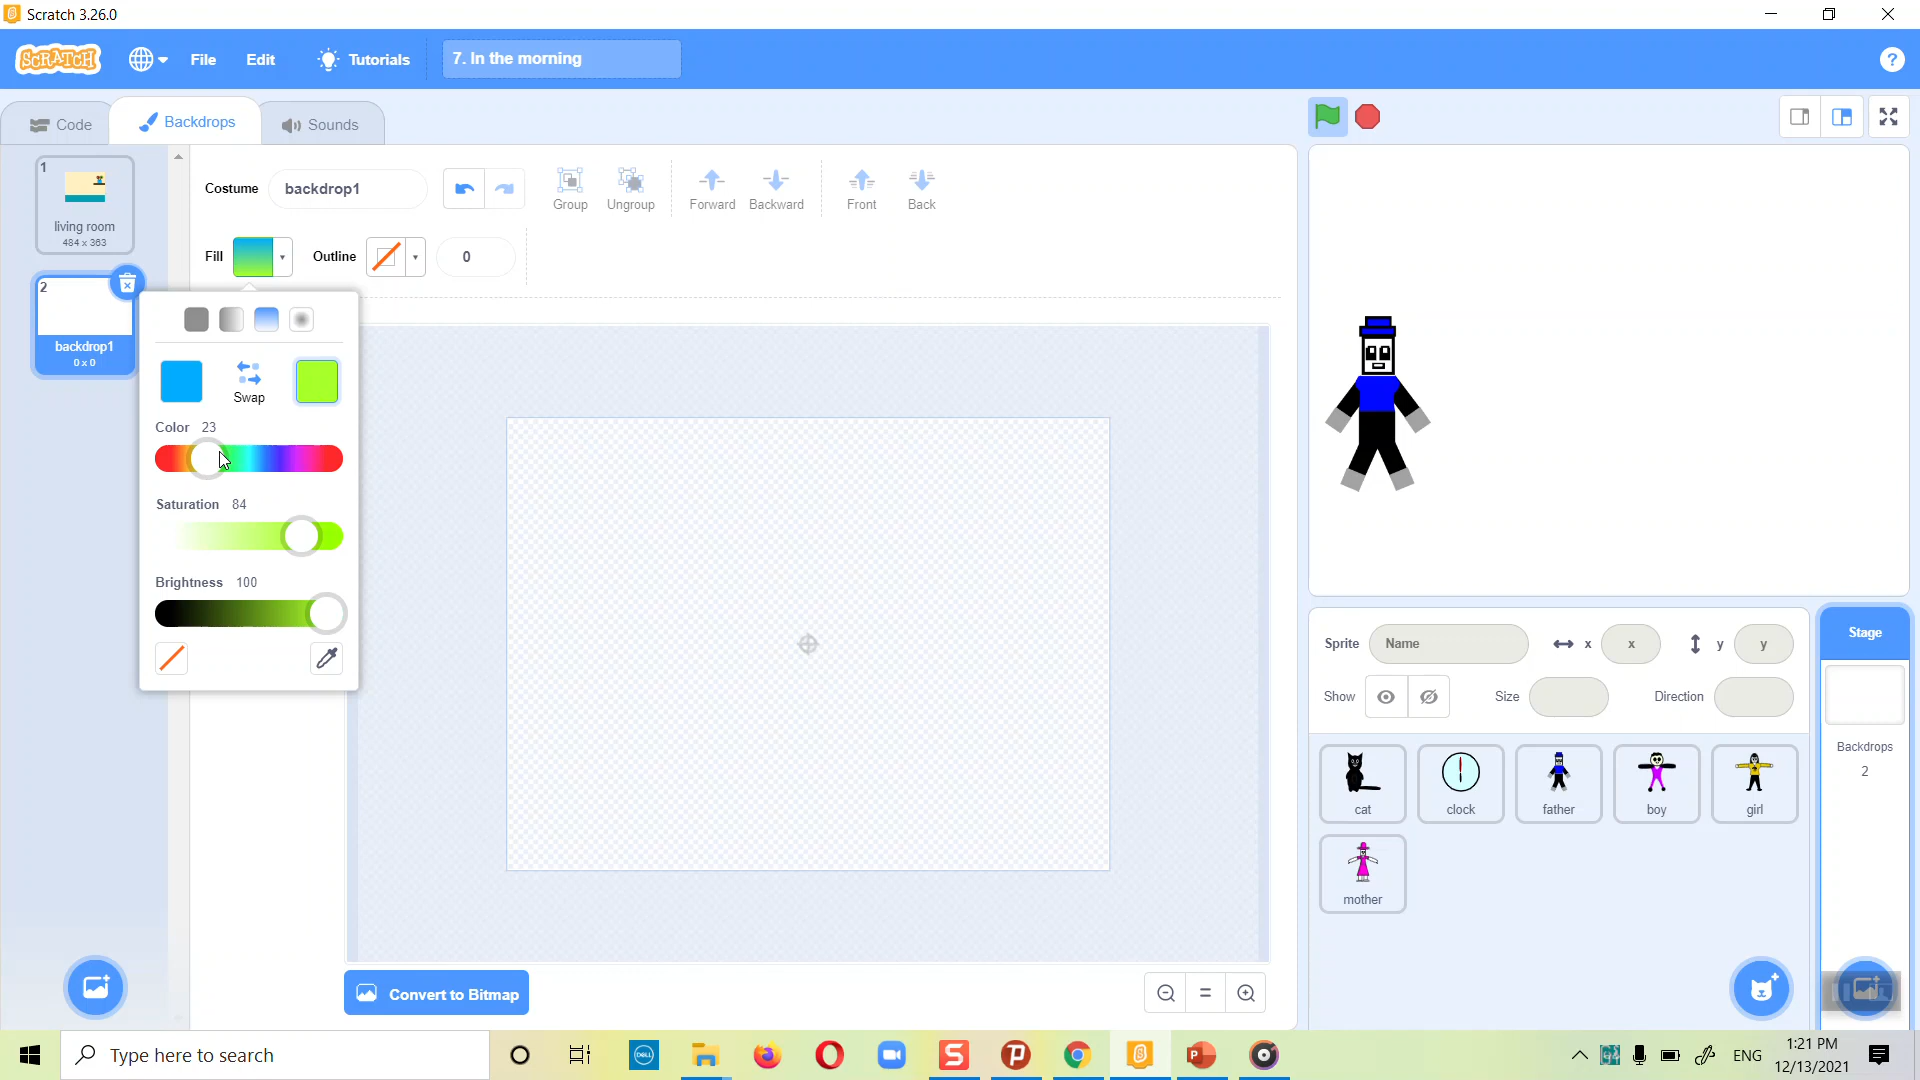 Scratch 3.26.0
SCRATCH File Edit Tutorials 7. In the morning ?
Code Backdrops Sounds
1
living room
484 x 363
2
backdrop1
0 x 0
Costume backdrop1
Group Ungroup Forward Backward Front Back
Fill Outline 0
Swap
Color 23
Saturation 84
Brightness 100
Convert to Bitmap
Sprite Name x x y y
Show Size Direction
Stage
Backdrops
2
cat clock father boy girl
mother
Type here to search
DELL
ENG
1:21 PM
12/13/2021